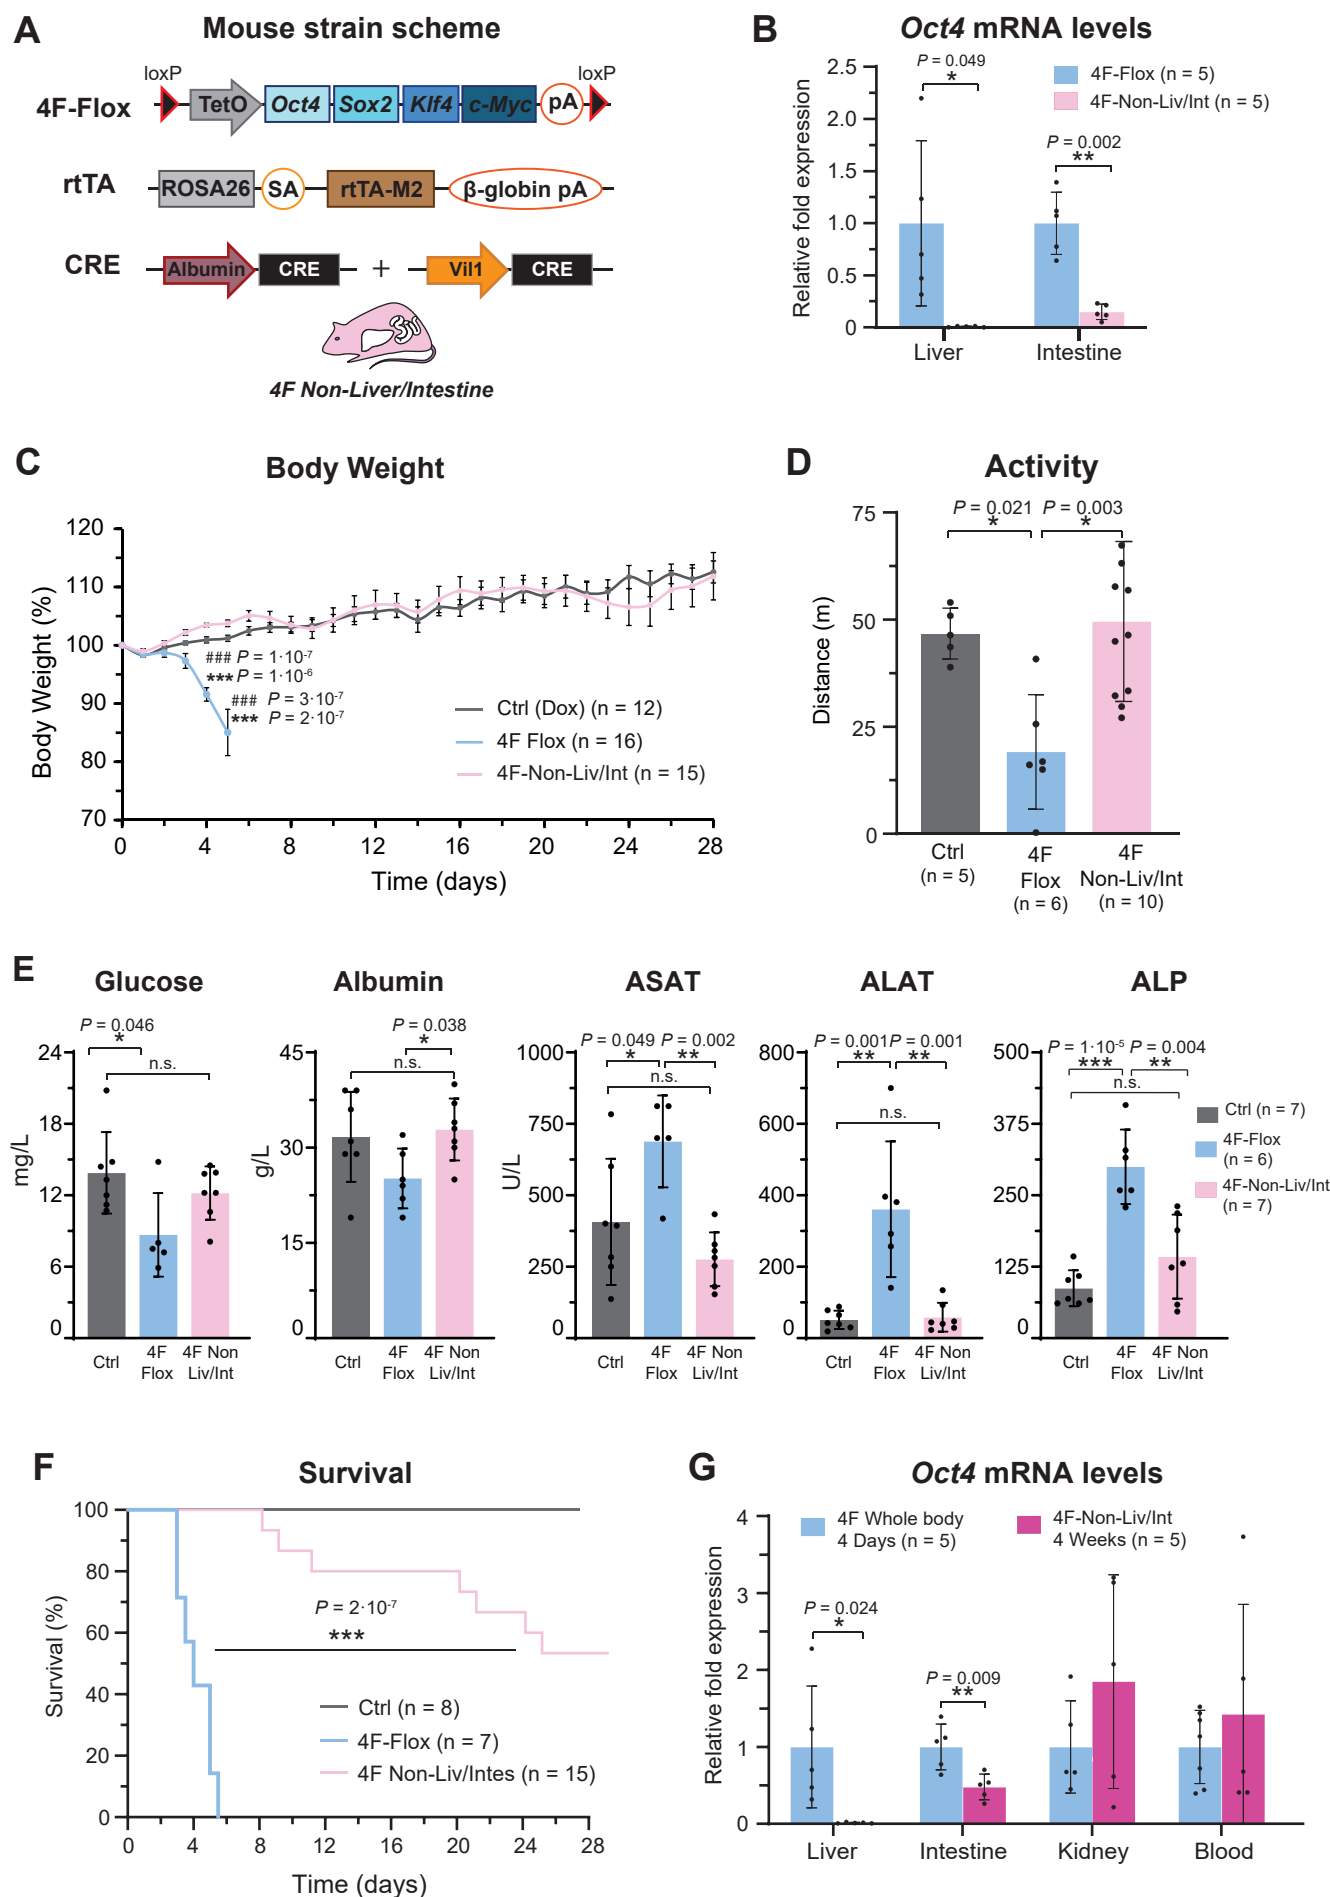 A
Mouse strain scheme
loxP
loxP
4F-Flox
TetO
Oct4
Sox2
Klf4
c-Myc
pA
rtTA
ROSA26
SA
rtTA-M2
β-globin pA
CRE
Albumin
CRE
+
Vil1
CRE
4F Non-Liver/Intestine
B
Oct4 mRNA levels
P = 0.049
*
4F-Flox (n = 5)
4F-Non-Liv/Int (n = 5)
P = 0.002
**
Relative fold expression
2.5
2.0
1.5
1.0
0.5
0
Liver
Intestine
C
Body Weight
Body Weight (%)
120
110
100
90
80
70
### P = 1·10-7
*** P = 1·10-6
### P = 3·10-7
*** P = 2·10-7
Ctrl (Dox) (n = 12)
4F Flox (n = 16)
4F-Non-Liv/Int (n = 15)
0
4
8
12
16
20
24
28
Time (days)
D
Activity
P = 0.021
P = 0.003
*
*
Distance (m)
75
50
25
0
Ctrl
(n = 5)
4F
Flox
(n = 6)
4F
Non-Liv/Int
(n = 10)
E
Glucose
P = 0.046
*
n.s.
mg/L
24
18
12
6
0
Ctrl
4F
Flox
4F Non
Liv/Int
Albumin
P = 0.038
*
n.s.
g/L
45
30
15
0
Ctrl
4F
Flox
4F Non
Liv/Int
ASAT
P = 0.049
P = 0.002
*
**
n.s.
U/L
1000
750
500
250
0
Ctrl
4F
Flox
4F Non
Liv/Int
ALAT
P = 0.001
P = 0.001
**
**
n.s.
800
600
400
200
0
Ctrl
4F
Flox
4F Non
Liv/Int
ALP
P = 1·10-5
P = 0.004
***
**
n.s.
500
375
250
125
0
Ctrl
4F
Flox
4F Non
Liv/Int
Ctrl (n = 7)
4F-Flox
(n = 6)
4F-Non-Liv/Int
(n = 7)
F
Survival
Survival (%)
100
80
60
40
20
0
P = 2·10-7
***
Ctrl (n = 8)
4F-Flox (n = 7)
4F Non-Liv/Intes (n = 15)
0
4
8
12
16
20
24
28
Time (days)
G
Oct4 mRNA levels
4F Whole body
4 Days (n = 5)
4F-Non-Liv/Int
4 Weeks (n = 5)
Relative fold expression
4
3
2
1
0
P = 0.024
*
P = 0.009
**
Liver
Intestine
Kidney
Blood